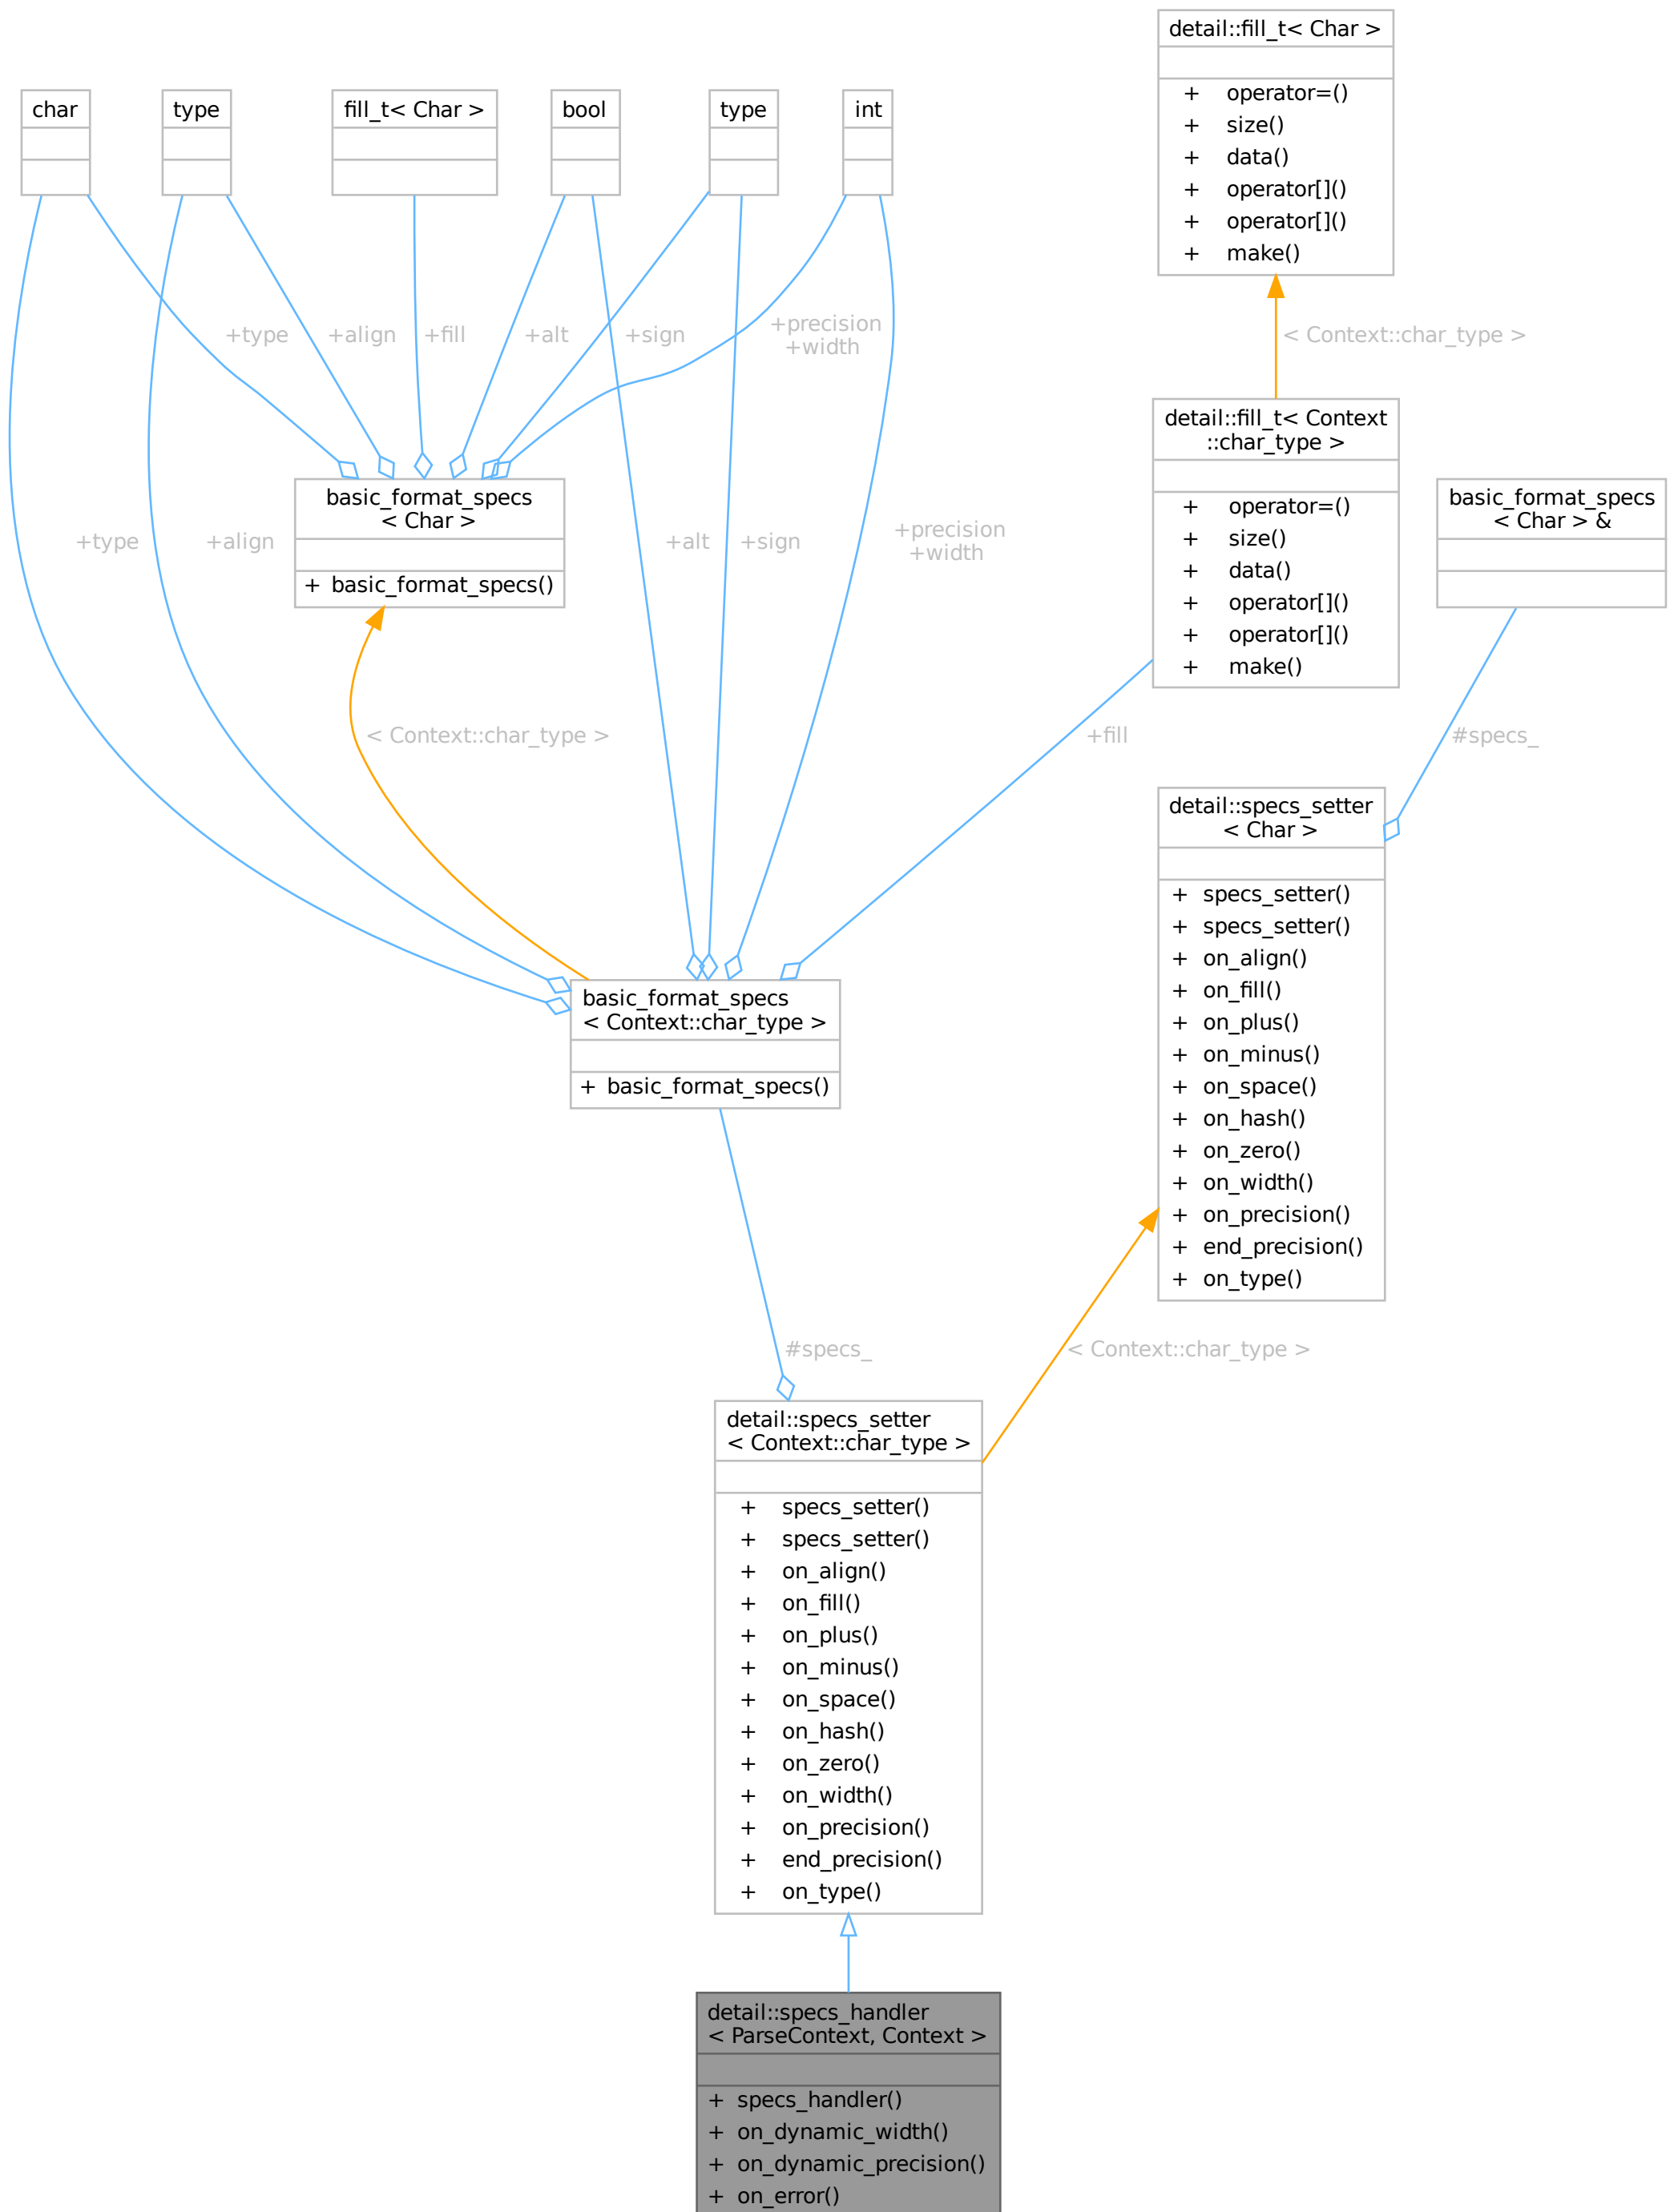 detail::fill_t< Char >
+ operator=()
+ size()
+ data()
+ operator[]()
+ operator[]()
+ make()
char
type
fill_t< Char >
bool
type
int
+type
+align
+fill
+alt
+sign
+precision
+width
< Context::char_type >
detail::fill_t< Context
::char_type >
+ operator=()
+ size()
+ data()
+ operator[]()
+ operator[]()
+ make()
basic_format_specs
< Char >
+ basic_format_specs()
basic_format_specs
< Char > &
+type
+align
+alt
+sign
+precision
+width
< Context::char_type >
+fill
#specs_
detail::specs_setter
< Char >
+ specs_setter()
+ specs_setter()
+ on_align()
+ on_fill()
+ on_plus()
+ on_minus()
+ on_space()
+ on_hash()
+ on_zero()
+ on_width()
+ on_precision()
+ end_precision()
+ on_type()
basic_format_specs
< Context::char_type >
+ basic_format_specs()
#specs_
< Context::char_type >
detail::specs_setter
< Context::char_type >
+ specs_setter()
+ specs_setter()
+ on_align()
+ on_fill()
+ on_plus()
+ on_minus()
+ on_space()
+ on_hash()
+ on_zero()
+ on_width()
+ on_precision()
+ end_precision()
+ on_type()
detail::specs_handler
< ParseContext, Context >
+ specs_handler()
+ on_dynamic_width()
+ on_dynamic_precision()
+ on_error()